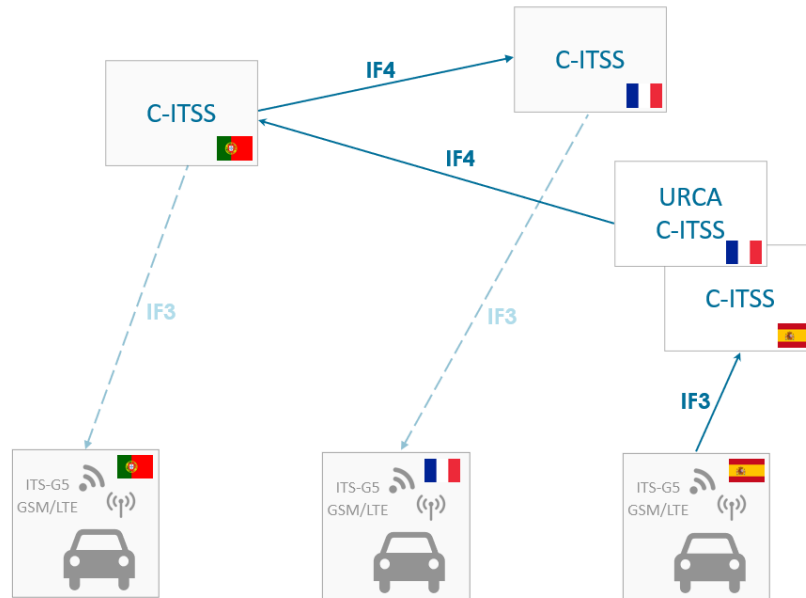 C-ITSS
IF4
C-ITSS
IF4
URCA
C-ITSS
C-ITSS
IF3
IF3
IF3
ITS-G5
GSM/LTE
ITS-G5
GSM/LTE
ITS-G5
GSM/LTE